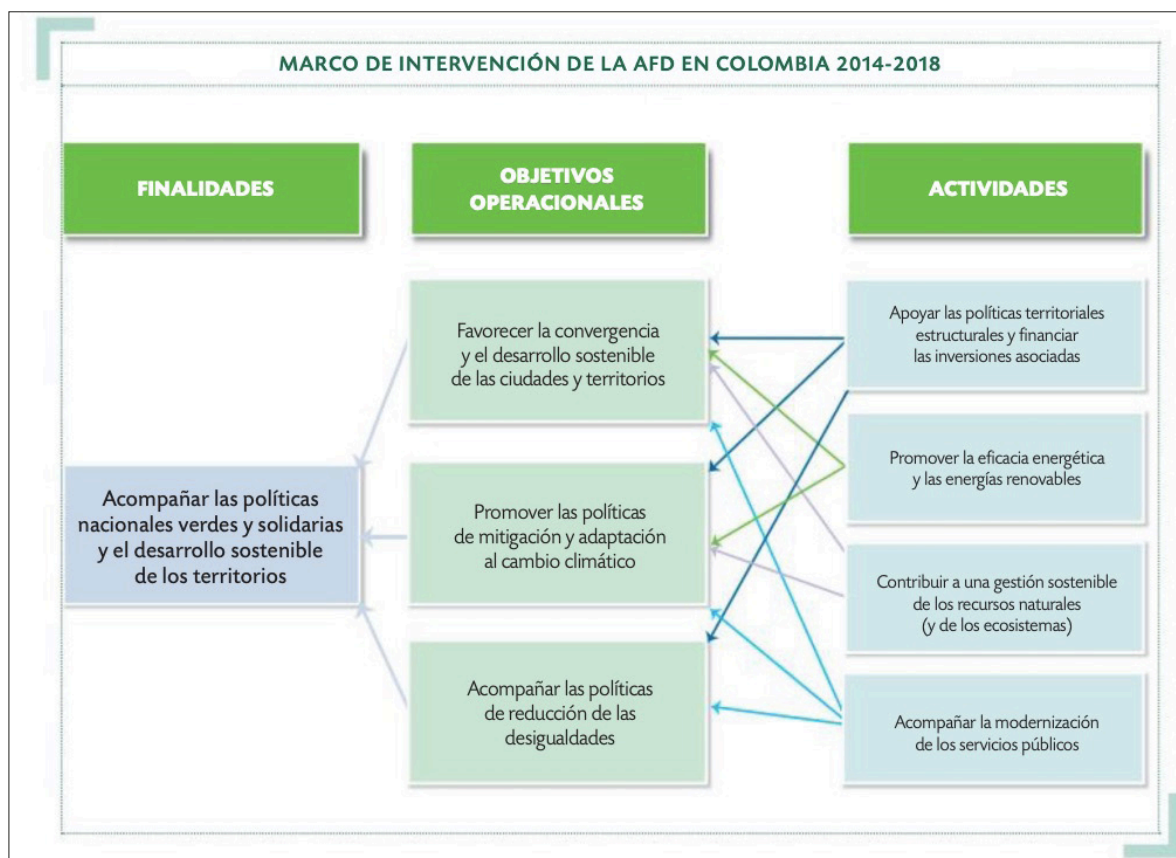 MARCO DE INTERVENCIÓN DE LA AFD EN COLOMBIA 2014-2018
FINALIDADES
OBJETIVOS
OPERACIONALES
ACTIVIDADES
Acompañar las políticas
nacionales verdes y solidarias
y el desarrollo sostenible
de los territorios
Favorecer la convergencia
y el desarrollo sostenible
de las ciudades y territorios
Promover las políticas
de mitigación y adaptación
al cambio climático
Acompañar las políticas
de reducción de las
desigualdades
Apoyar las políticas territoriales
estructurales y financiar
las inversiones asociadas
Promover la eficacia energética
y las energías renovables
Contribuir a una gestión sostenible
de los recursos naturales
(y de los ecosistemas)
Acompañar la modernización
de los servicios públicos